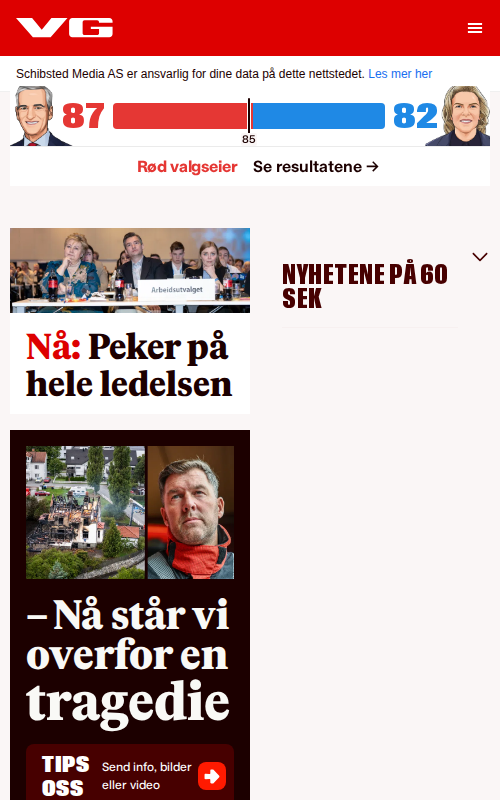 VG
Schibsted Media AS er ansvarlig for dine data på dette nettstedet. Les mer her
87
82
85
Rød valgseier Se resultatene →
Arbeidsutvalget
Nå: Peker på
hele ledelsen
NYHETENE PÅ 60
SEK
– Nå står vi
overfor en
tragedie
TIPS
OSS
Send info, bilder
eller video